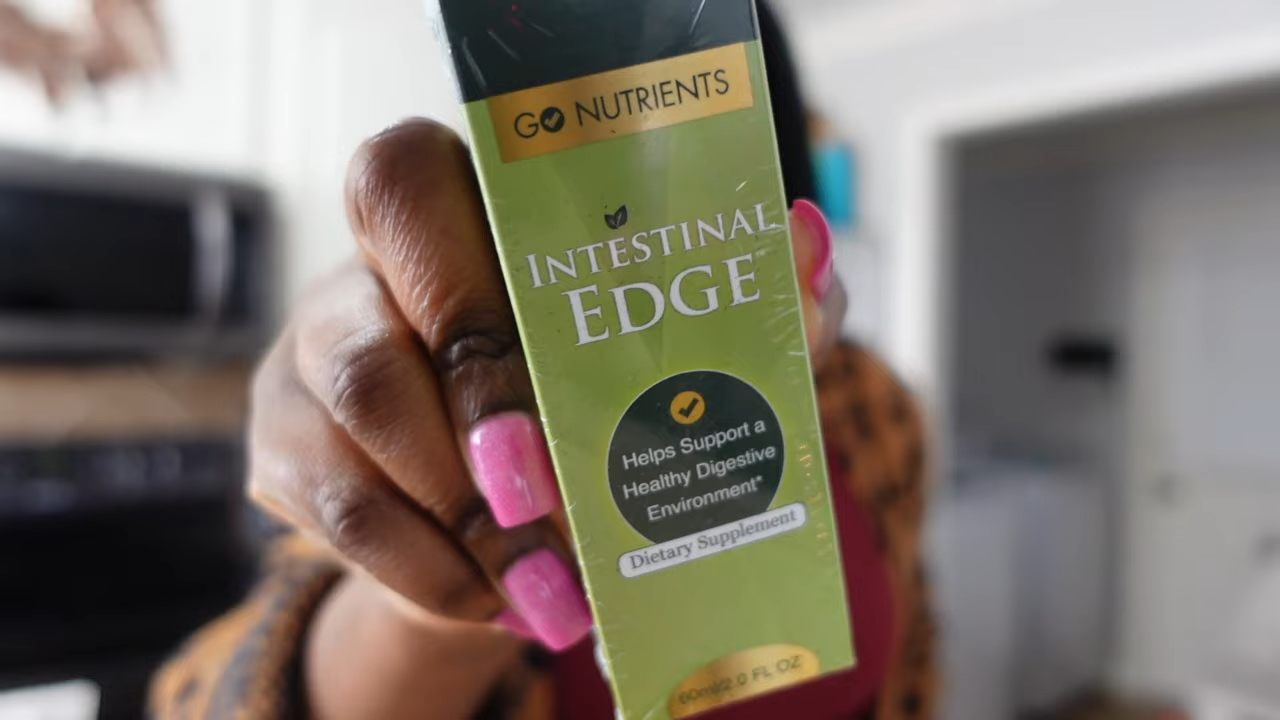 GO NUTRIENTS
INTESTINAL
EDGE
Helps Support a
Healthy Digestive
Environment*
Dietary Supplement
60ml/2.0 FL OZ